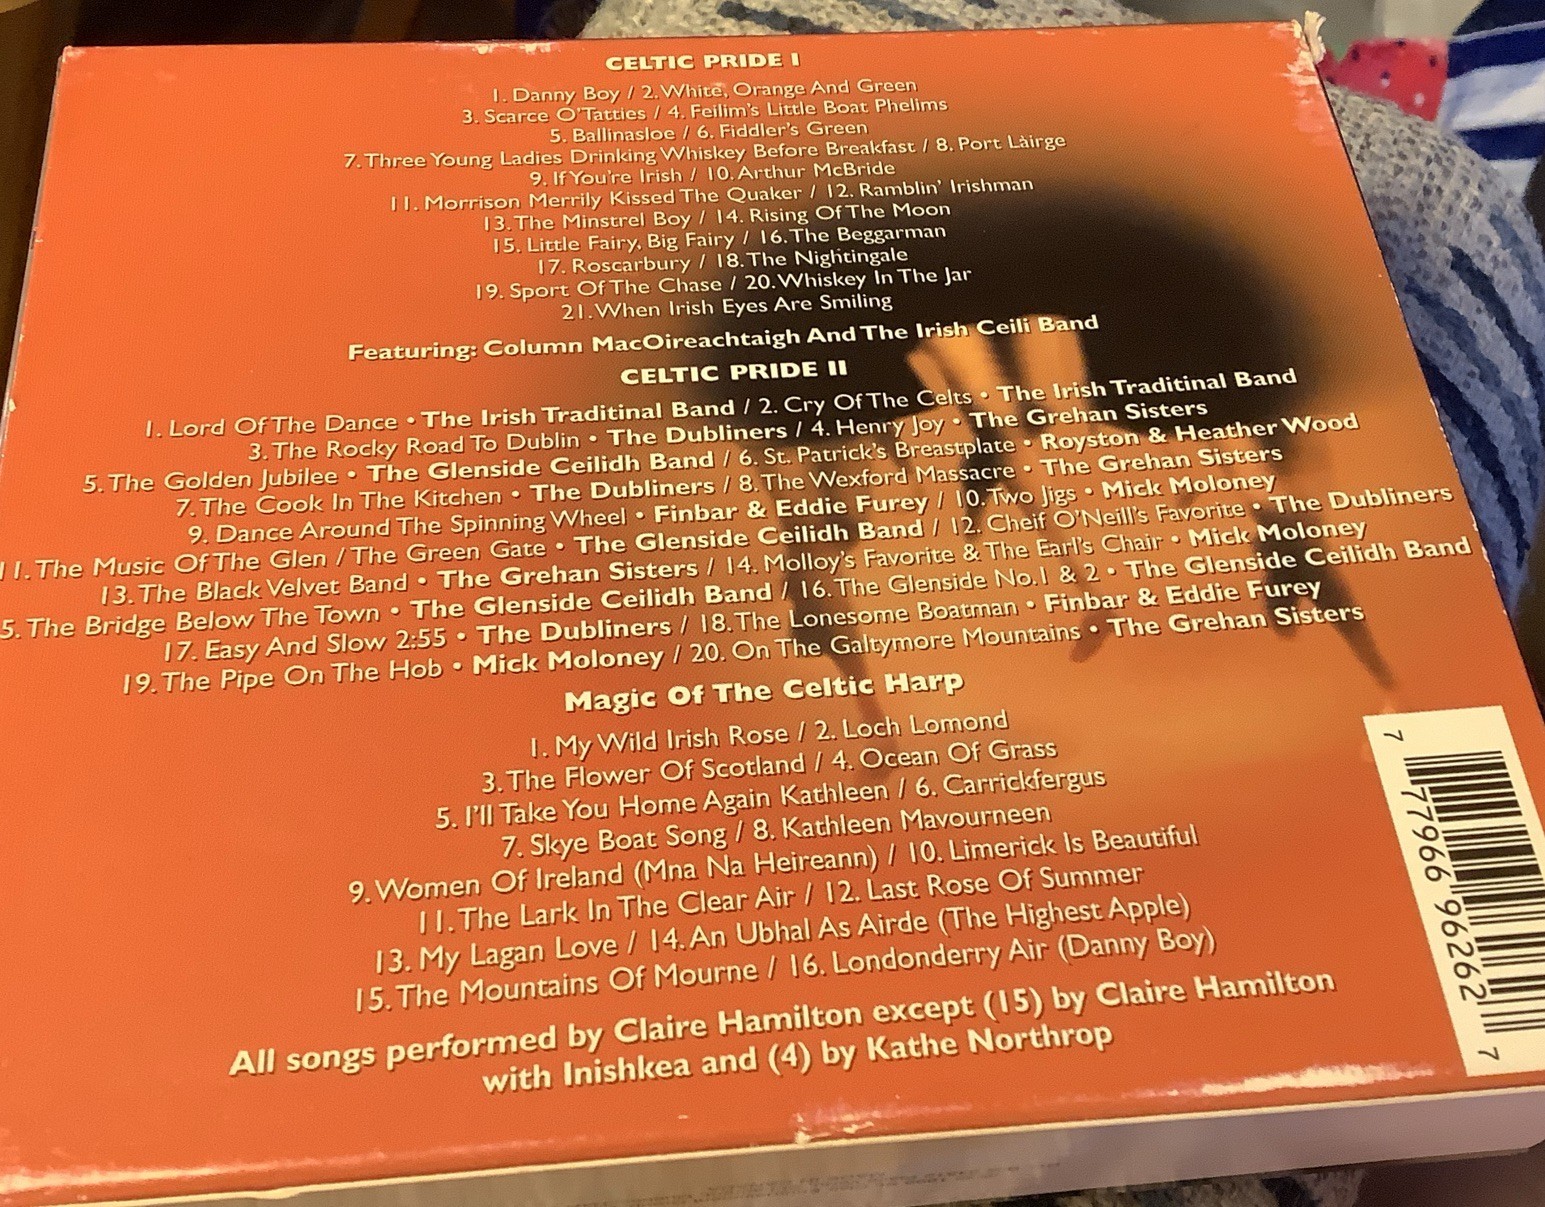 CELTIC PRIDE I
1. Danny Boy / 2. White, Orange And Green
3. Scarce O'Tatties / 4. Feilim's Little Boat Phelims
5. Ballinasloe / 6. Fiddler's Green
7. Three Young Ladies Drinking Whiskey Before Breakfast / 8. Port Làirge
9. If You're Irish / 10. Arthur McBride
11. Morrison Merrily Kissed The Quaker / 12. Ramblin' Irishman
13. The Minstrel Boy / 14. Rising Of The Moon
15. Little Fairy, Big Fairy / 16. The Beggarman
17. Roscarbury / 18. The Nightingale
19. Sport Of The Chase / 20. Whiskey In The Jar
21. When Irish Eyes Are Smiling
Featuring: Column MacOireachtaigh And The Irish Ceili Band
CELTIC PRIDE II
1. Lord Of The Dance • The Irish Traditinal Band / 2. Cry Of The Celts • The Irish Traditinal Band
3. The Rocky Road To Dublin • The Dubliners / 4. Henry Joy • The Grehan Sisters
5. The Golden Jubilee • The Glenside Ceilidh Band / 6. St. Patrick's Breastplate • Royston & Heather Wood
7. The Cook In The Kitchen • The Dubliners / 8. The Wexford Massacre • The Grehan Sisters
9. Dance Around The Spinning Wheel • Finbar & Eddie Furey / 10. Two Jigs • Mick Moloney
11. The Music Of The Glen / The Green Gate • The Glenside Ceilidh Band / 12. Cheif O'Neill's Favorite • The Dubliners
13. The Black Velvet Band • The Grehan Sisters / 14. Molloy's Favorite & The Earl's Chair • Mick Moloney
5. The Bridge Below The Town • The Glenside Ceilidh Band / 16. The Glenside No. 1 & 2 • The Glenside Ceilidh Band
17. Easy And Slow 2:55 • The Dubliners / 18. The Lonesome Boatman • Finbar & Eddie Furey
19. The Pipe On The Hob • Mick Moloney / 20. On The Galtymore Mountains • The Grehan Sisters
Magic Of The Celtic Harp
1. My Wild Irish Rose / 2. Loch Lomond
3. The Flower Of Scotland / 4. Ocean Of Grass
5. I'll Take You Home Again Kathleen / 6. Carrickfergus
7. Skye Boat Song / 8. Kathleen Mavourneen
9. Women Of Ireland (Mna Na Heireann) / 10. Limerick Is Beautiful
11. The Lark In The Clear Air / 12. Last Rose Of Summer
13. My Lagan Love / 14. An Ubhal As Airde (The Highest Apple)
15. The Mountains Of Mourne / 16. Londonderry Air (Danny Boy)
All songs performed by Claire Hamilton except (15) by Claire Hamilton
with Inishkea and (4) by Kathe Northrop
7 77966 96262 7